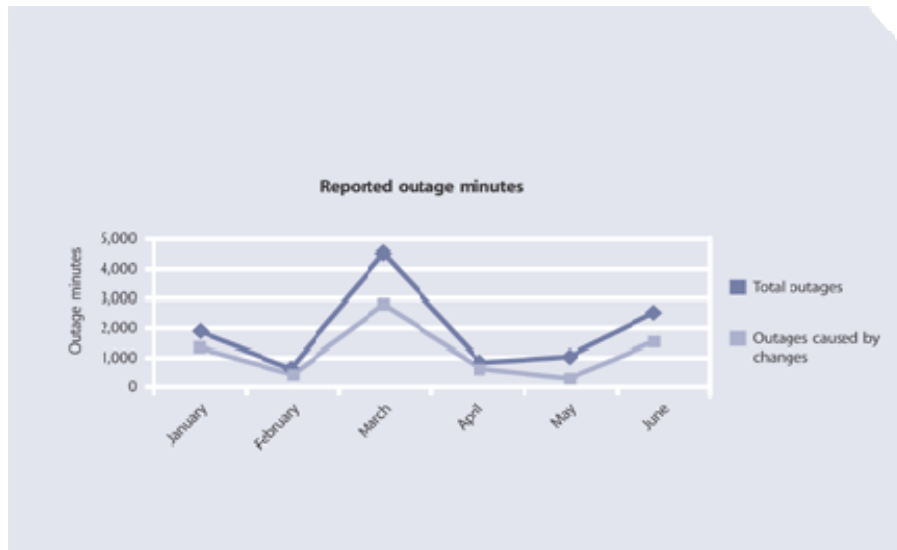 Reported outage minutes
Outage minutes
5,000
4,000
3,000
2,000
1,000
0
January
February
March
April
May
June
Total outages
Outages caused by
changes